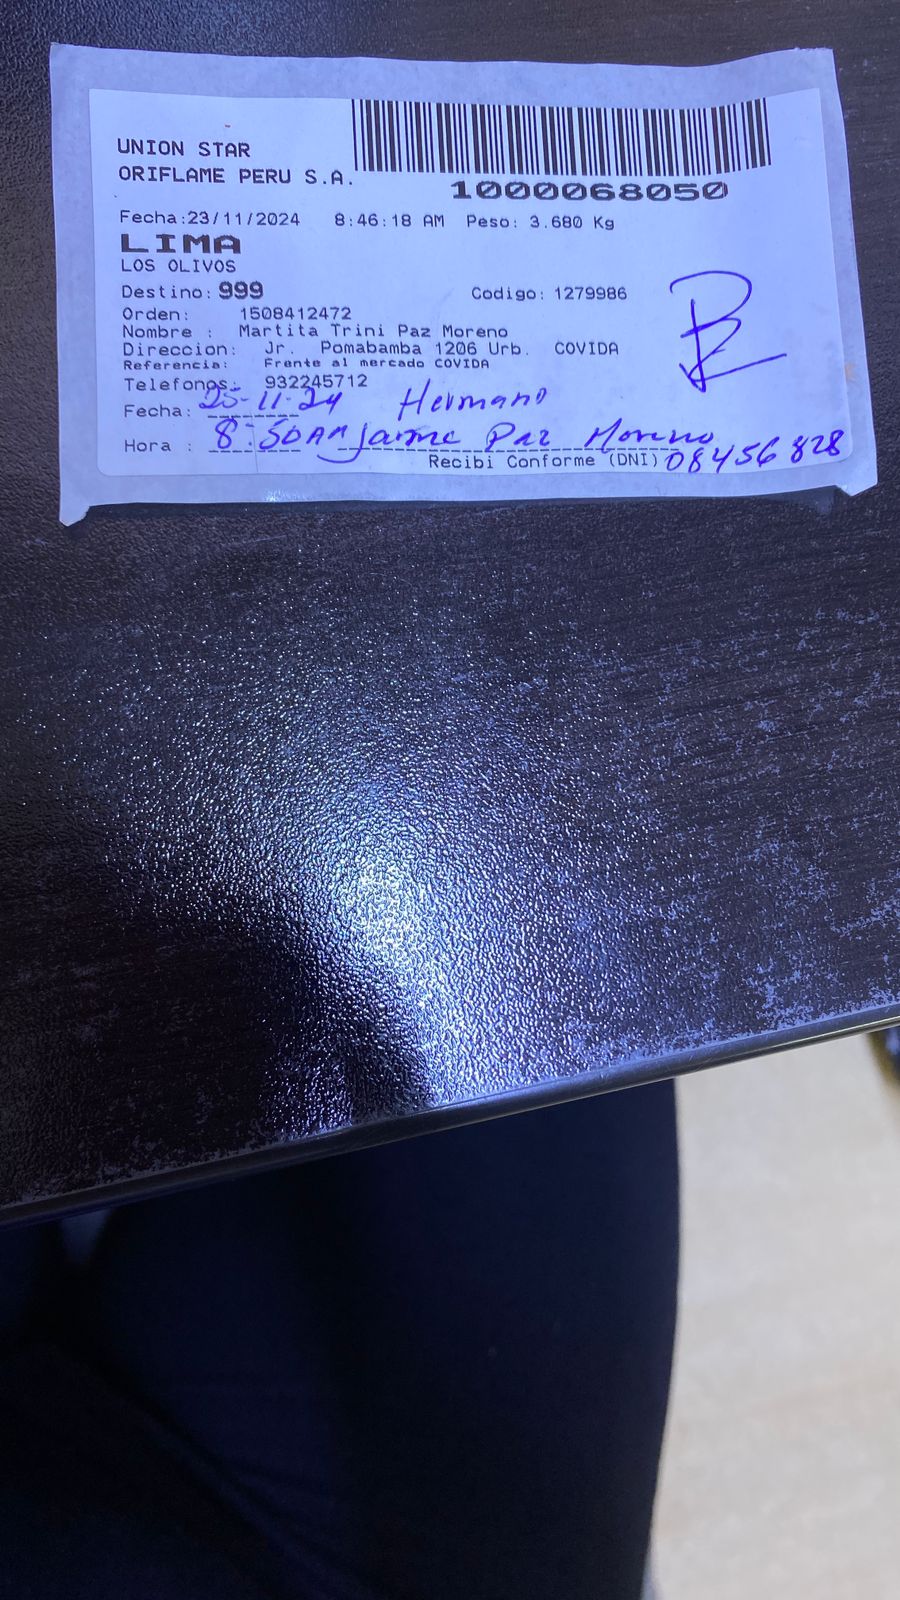 UNION STAR
ORIFLAME PERU S.A.
1000068050
Fecha:23/11/2024 8:46:18 AM Peso: 3.680 Kg
LIMA
LOS OLIVOS
Destino: 999 Codigo: 1279986
Orden: 1508412472
Nombre : Martita Trini Paz Moreno
Direccion: Jr. Pomabamba 1206 Urb. COVIDA
Referencia: Frente al mercado COVIDA
Telefonos: 932245712
Fecha: 25-11-24 Hermano
Hora : 8:50AM Jaime Paz Moreno
Recibi Conforme (DNI) 08456828